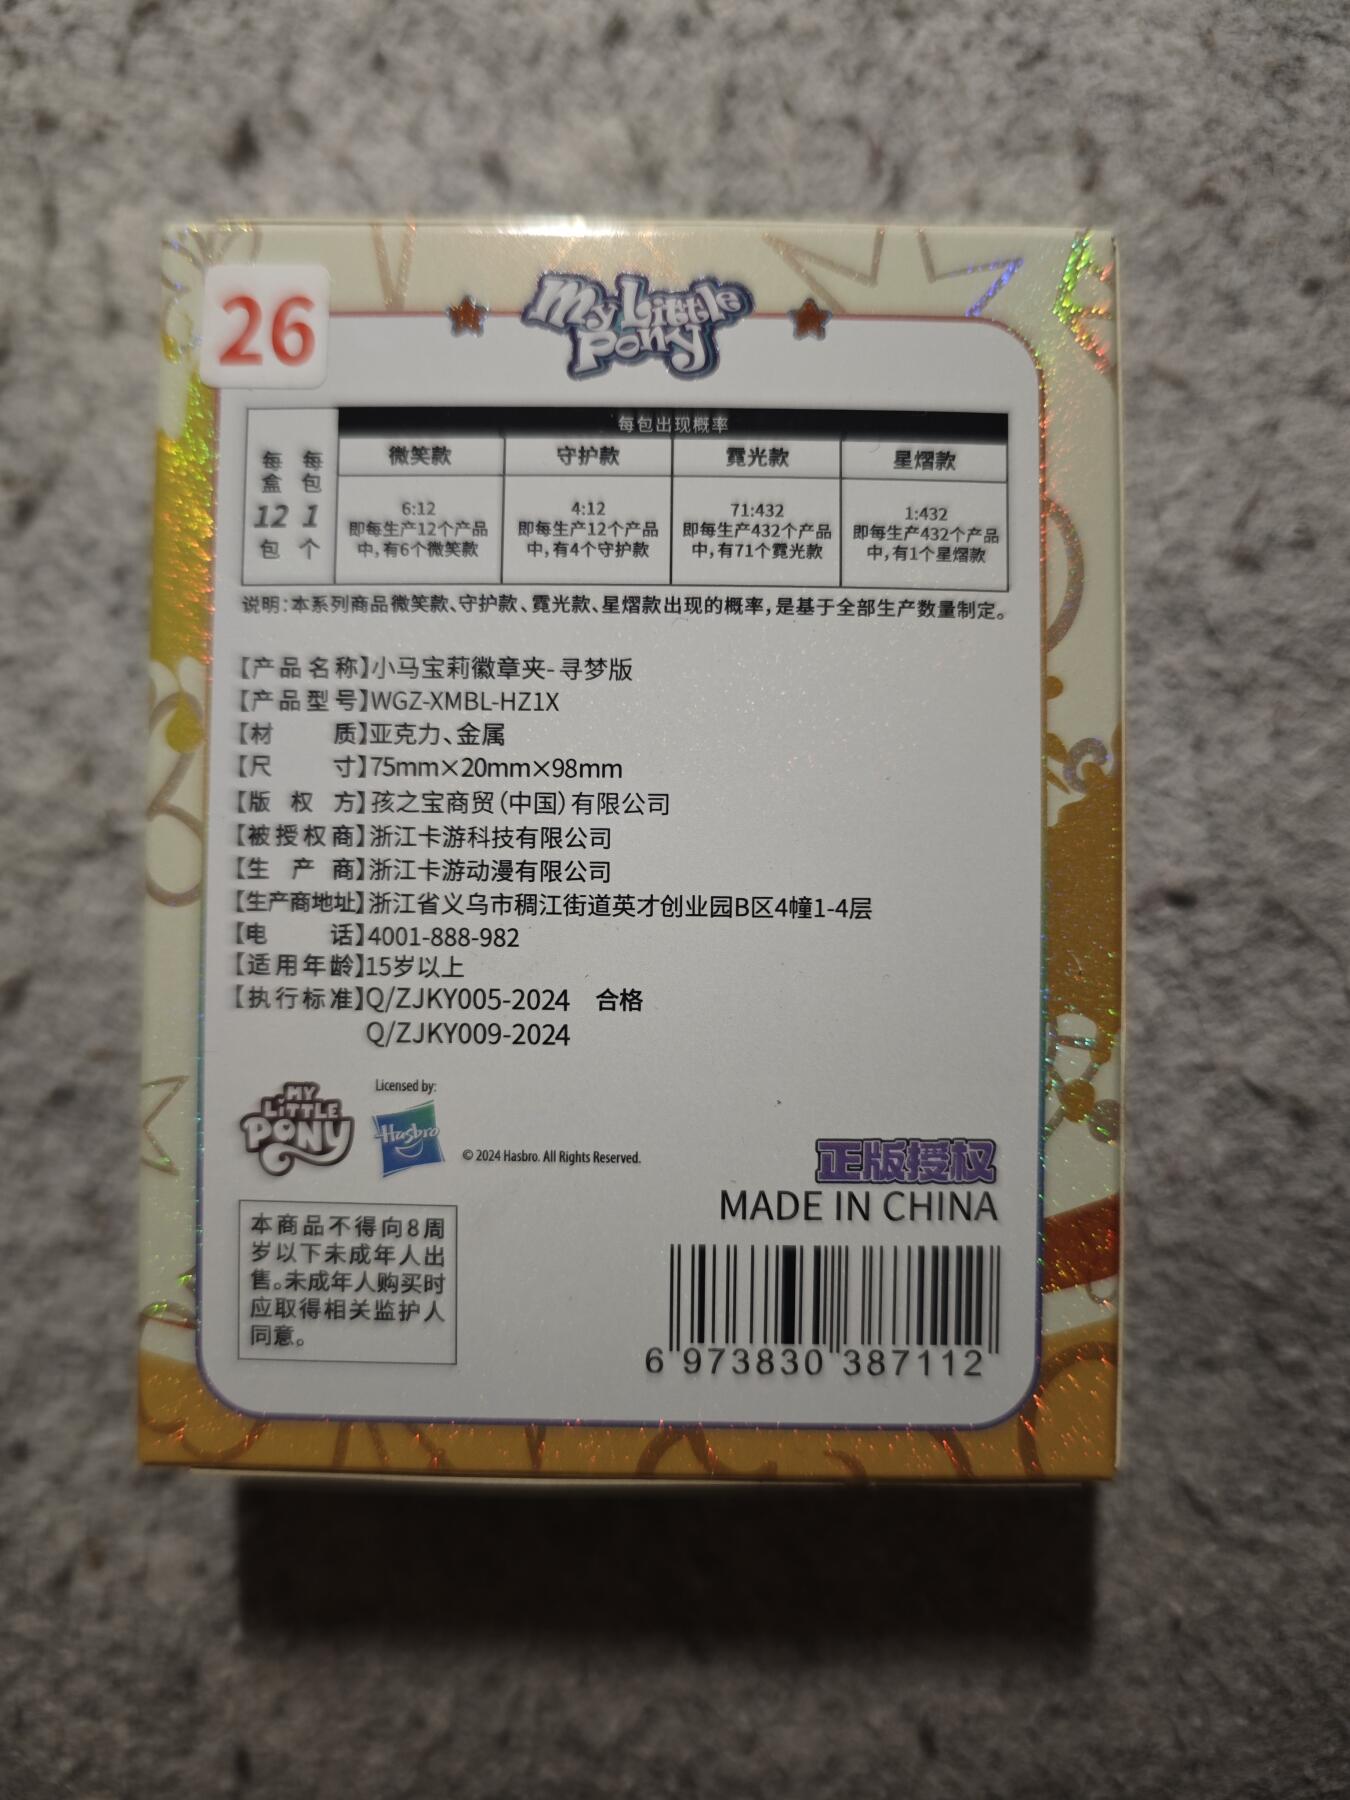 26
My Little Pony
每盒12包
每包1个
每包出现概率
微笑款 守护款 霓光款 星熠款
6:12 4:12 71:432 1:432
即每生产12个产品 即每生产12个产品 即每生产432个产品 即每生产432个产品
中,有6个微笑款 中,有4个守护款 中,有71个霓光款 中,有1个星熠款
说明:本系列商品微笑款、守护款、霓光款、星熠款出现的概率,是基于全部生产数量制定。
【产品名称】小马宝莉徽章夹-寻梦版
【产品型号】WGZ-XMBL-HZ1X
【材 质】亚克力、金属
【尺 寸】75mm×20mm×98mm
【版 权 方】孩之宝商贸(中国)有限公司
【被授权商】浙江卡游科技有限公司
【生 产 商】浙江卡游动漫有限公司
【生产商地址】浙江省义乌市稠江街道英才创业园B区4幢1-4层
【电 话】4001-888-982
【适用年龄】15岁以上
【执行标准】Q/ZJKY005-2024 合格
Q/ZJKY009-2024
MY LITTLE PONY
Licensed by:
Hasbro
© 2024 Hasbro. All Rights Reserved.
正版授权
MADE IN CHINA
本商品不得向8周
岁以下未成年人出
售。未成年人购买时
应取得相关监护人
同意。
6 973830 387112